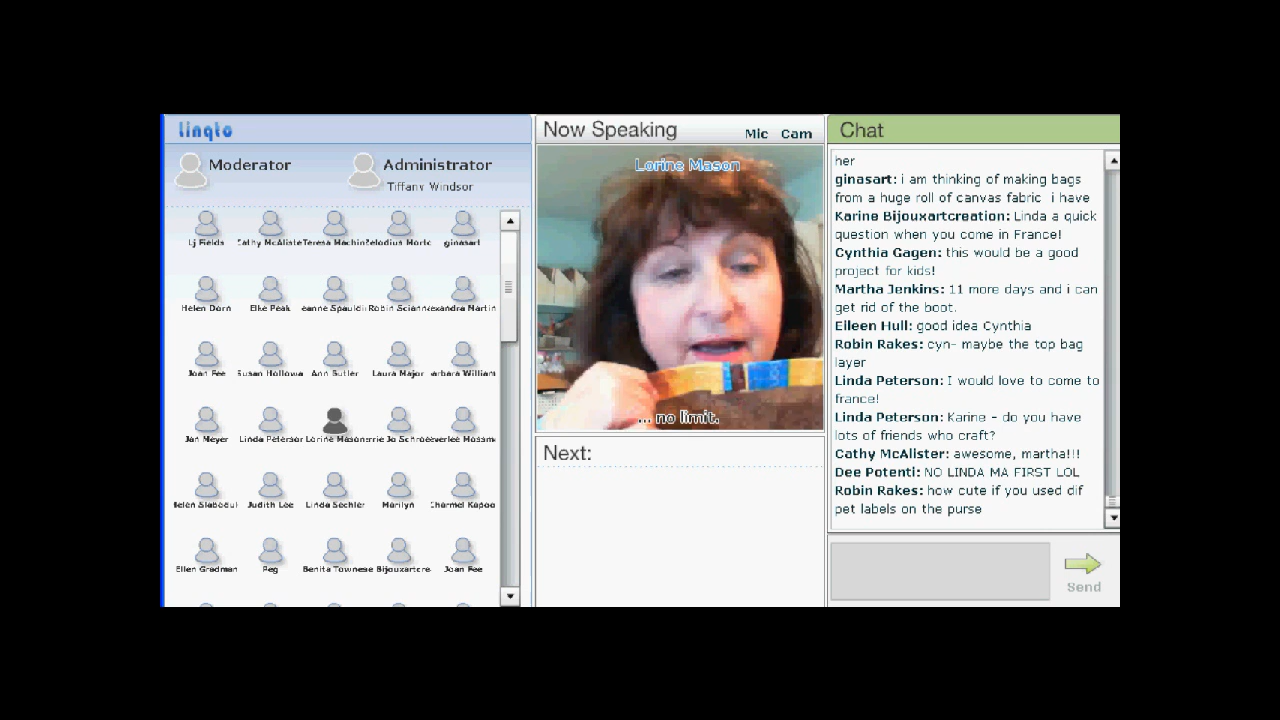 linqto
Moderator
Administrator
Tiffany Windsor
Lj Fields
ginasart
Helen Dorn
Elke Peak
Joan Fee
Susan Hollowa
Ann Butler
Laura Major
Jan Meyer
Linda Peterson
Lorine Mason
Judith Lee
Linda Sechler
Marilyn
Ellen Gradman
Peg
Joan Fee
Now Speaking
Mic Cam
Lorine Mason
... no limit.
Next:
Chat
her
ginasart: i am thinking of making bags
from a huge roll of canvas fabric i have
Karine Bijouxartcreation: Linda a quick
question when you come in France!
Cynthia Gagen: this would be a good
project for kids!
Martha Jenkins: 11 more days and i can
get rid of the boot.
Eileen Hull: good idea Cynthia
Robin Rakes: cyn- maybe the top bag
layer
Linda Peterson: I would love to come to
france!
Linda Peterson: Karine - do you have
lots of friends who craft?
Cathy McAlister: awesome, martha!!!
Dee Potenti: NO LINDA MA FIRST LOL
Robin Rakes: how cute if you used dif
pet labels on the purse
Send